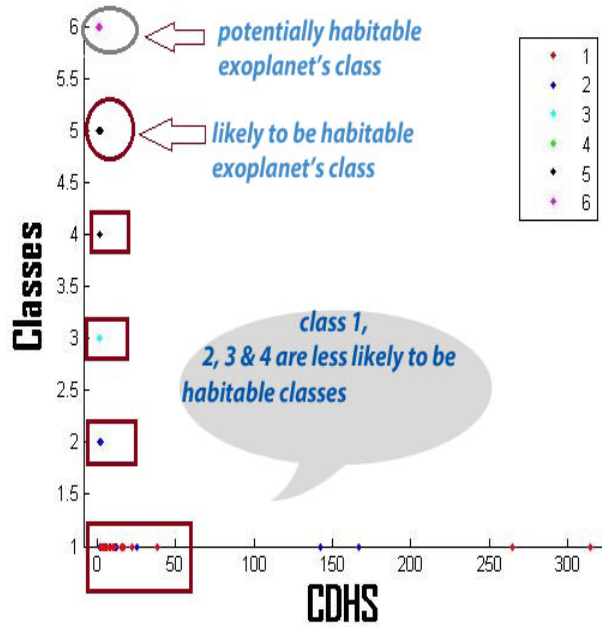 6
potentially habitable
exoplanet's class
5.5
5
likely to be habitable
exoplanet's class
4.5
4
3.5
3
2.5
2
1.5
1
Classes
class 1,
2, 3 & 4 are less likely to be
habitable classes
1
2
3
4
5
6
0 50 100 150 200 250 300
CDHS